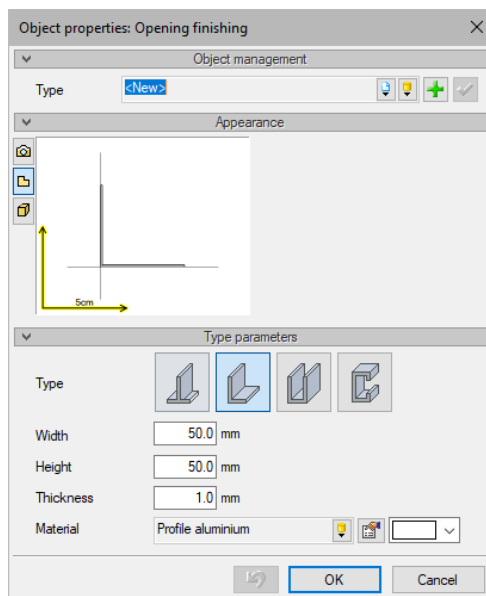 Object properties: Opening finishing
Object management
Type <New>
Appearance
5cm
Type parameters
Type
Width 50.0 mm
Height 50.0 mm
Thickness 1.0 mm
Material Profile aluminium
OK Cancel